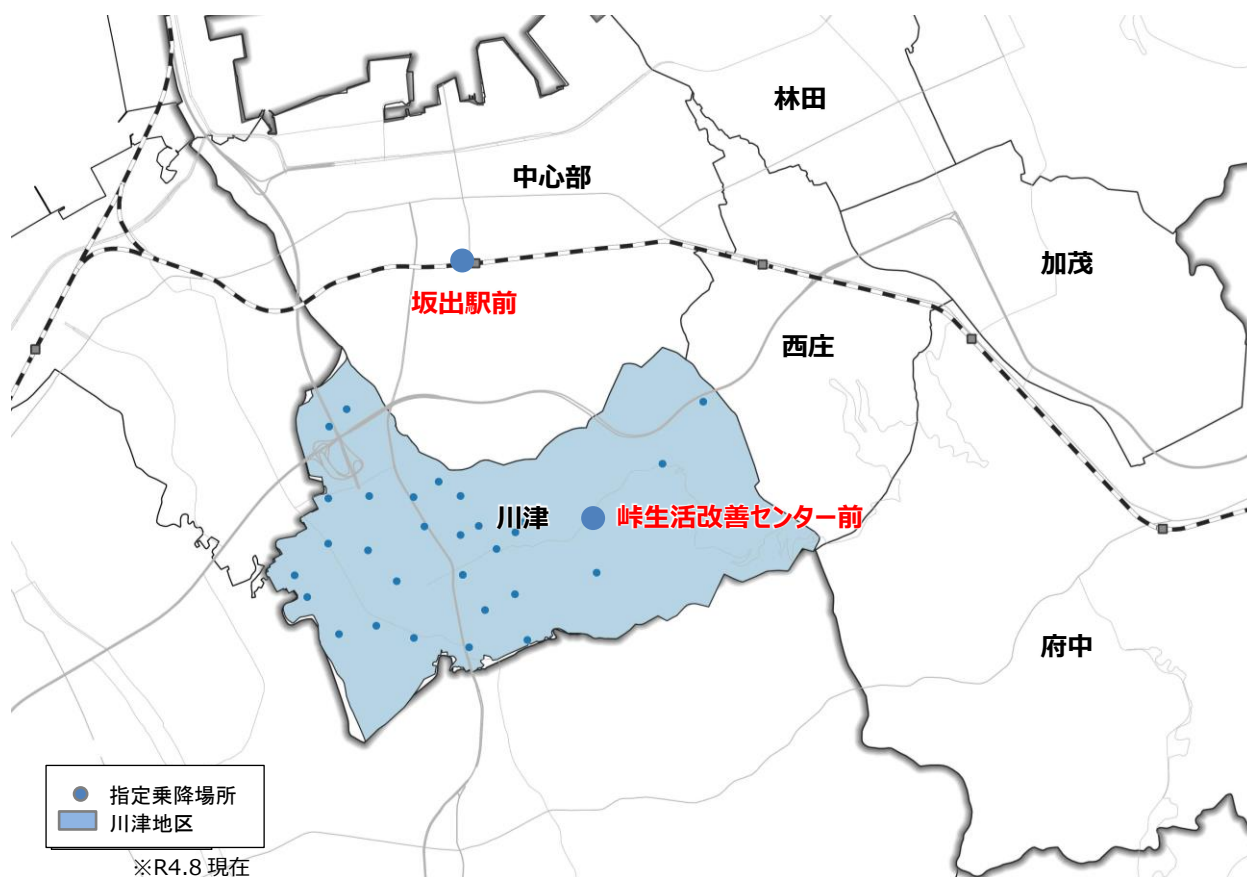 林田
中心部
加茂
坂出駅前
西庄
川津
峠生活改善センター前
府中
指定乗降場所
川津地区
※R4.8 現在